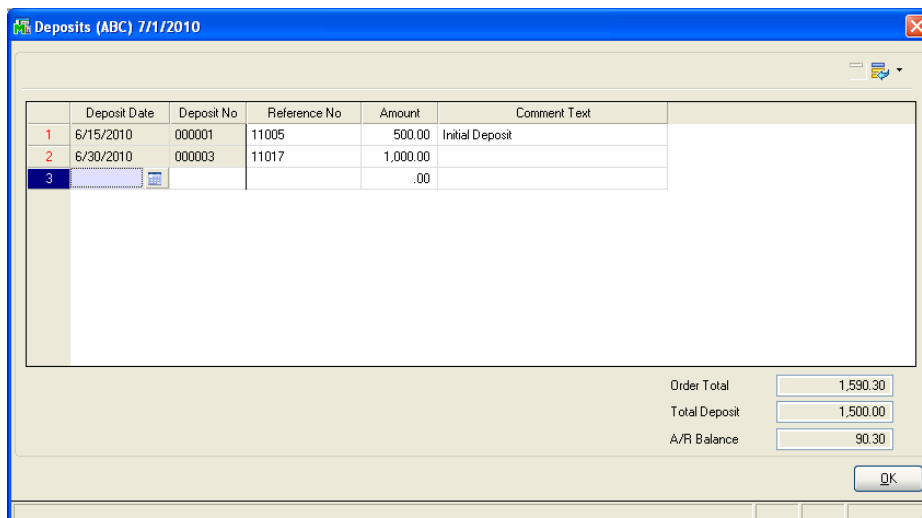 Deposits (ABC) 7/1/2010
Deposit Date Deposit No Reference No Amount Comment Text
1 6/15/2010 000001 11005 500.00 Initial Deposit
2 6/30/2010 000003 11017 1,000.00
3 .00
Order Total 1,590.30
Total Deposit 1,500.00
A/R Balance 90.30
OK